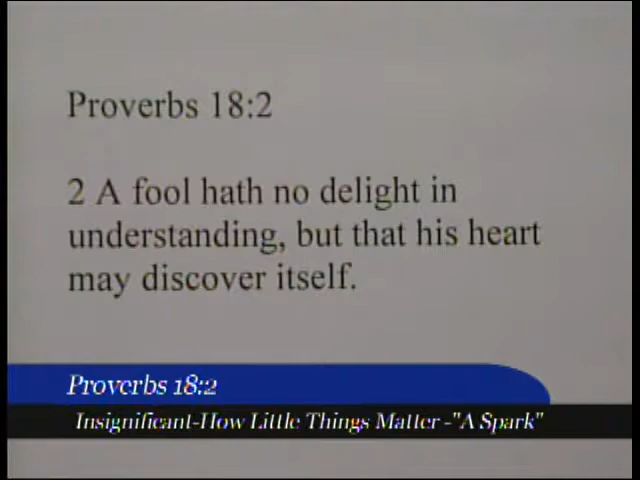 Proverbs 18:2
2 A fool hath no delight in
understanding, but that his heart
may discover itself.
Proverbs 18:2
Insignificant-How Little Things Matter -"A Spark"